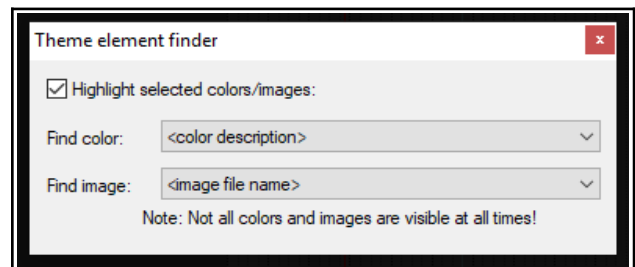 Theme element finder
Highlight selected colors/images:
Find color: <color description>
Find image: <image file name>
Note: Not all colors and images are visible at all times!